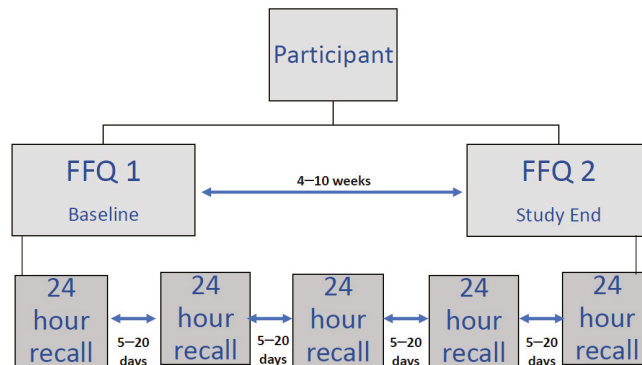 Participant
FFQ 1
Baseline
4–10 weeks
FFQ 2
Study End
24
hour
recall
5–20
days
24
hour
recall
5–20
days
24
hour
recall
5–20
days
24
hour
recall
5–20
days
24
hour
recall